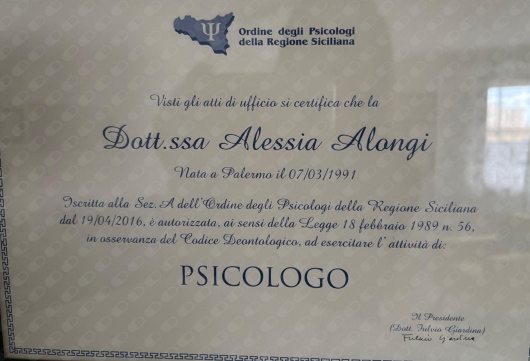 Ψ
Ordine degli Psicologi
della Regione Siciliana
Visti gli atti di ufficio si certifica che la
Dott.ssa Alessia Alongi
Nata a Palermo il 07/03/1991
Iscritta alla Sez. A dell'Ordine degli Psicologi della Regione Siciliana
dal 19/04/2016, è autorizzata, ai sensi della Legge 18 febbraio 1989 n. 56,
in osservanza del Codice Deontologico, ad esercitare l'attività di:
PSICOLOGO
Il Presidente
(Dott. Fulvio Giardina)
Fulvio Giardina